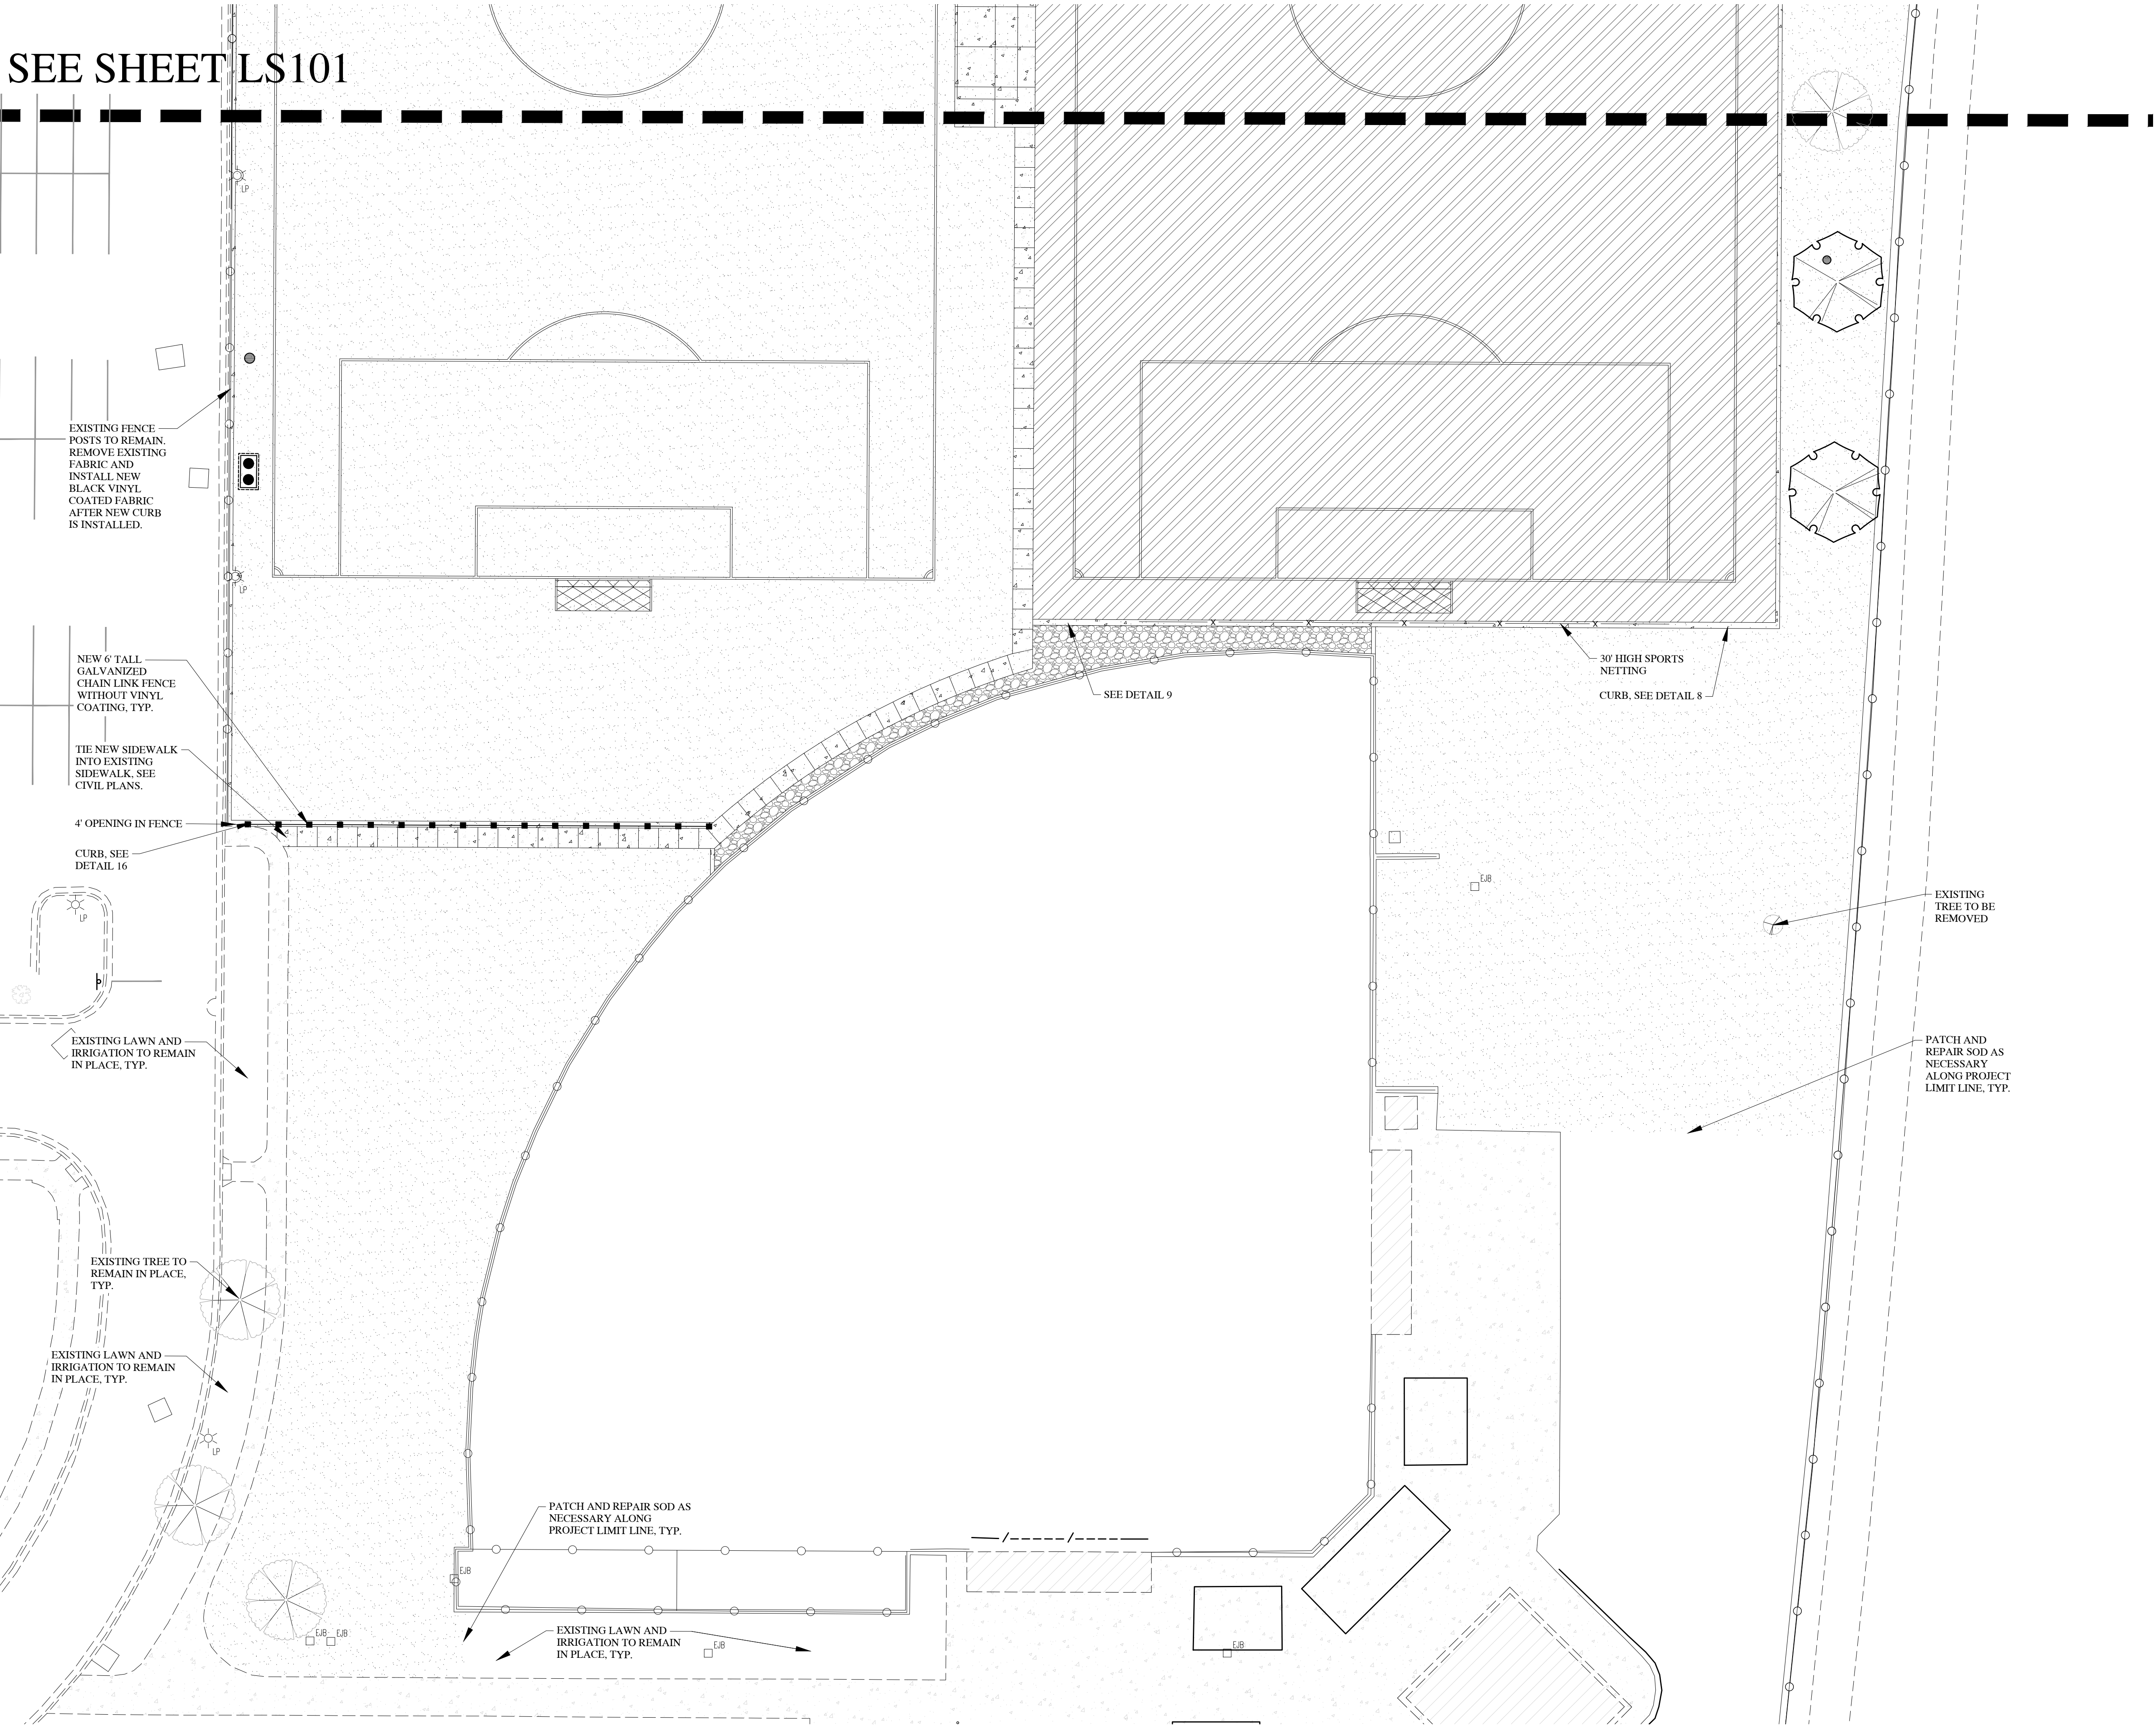 SEE SHEET LS101
LP
EXISTING FENCE
POSTS TO REMAIN.
REMOVE EXISTING
FABRIC AND
INSTALL NEW
BLACK VINYL
COATED FABRIC
AFTER NEW CURB
IS INSTALLED.
LP
NEW 6' TALL
GALVANIZED
CHAIN LINK FENCE
WITHOUT VINYL
COATING, TYP.
30' HIGH SPORTS
NETTING
SEE DETAIL 9
CURB, SEE DETAIL 8
TIE NEW SIDEWALK
INTO EXISTING
SIDEWALK, SEE
CIVIL PLANS.
4' OPENING IN FENCE
CURB, SEE
DETAIL 16
EJB
EXISTING
TREE TO BE
REMOVED
LP
EXISTING LAWN AND
IRRIGATION TO REMAIN
IN PLACE, TYP.
PATCH AND
REPAIR SOD AS
NECESSARY
ALONG PROJECT
LIMIT LINE, TYP.
EXISTING TREE TO
REMAIN IN PLACE,
TYP.
EXISTING LAWN AND
IRRIGATION TO REMAIN
IN PLACE, TYP.
LP
PATCH AND REPAIR SOD AS
NECESSARY ALONG
PROJECT LIMIT LINE, TYP.
EJB
EJB
EJB
EXISTING LAWN AND
IRRIGATION TO REMAIN
IN PLACE, TYP.
EJB
EJB